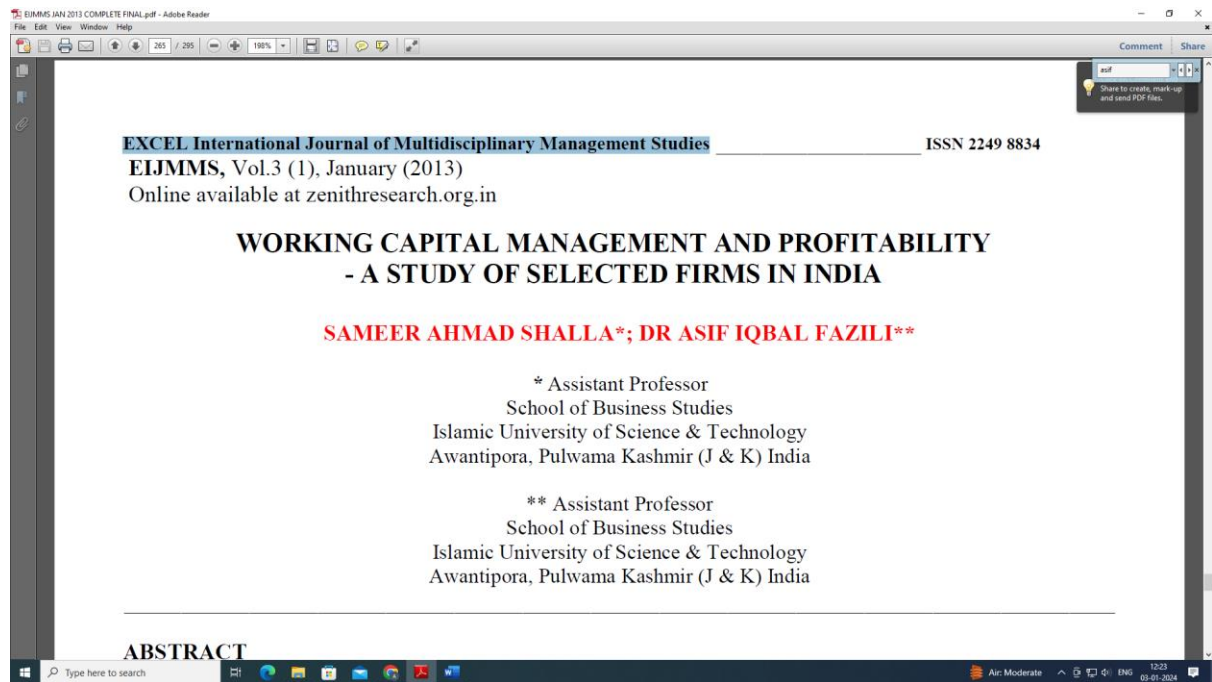 EIJMMS JAN 2013 COMPLETE FINAL.pdf - Adobe Reader
File Edit View Window Help
265 / 295 198% Comment Share
asif
Share to create, mark-up
and send PDF files.
EXCEL International Journal of Multidisciplinary Management Studies ISSN 2249 8834
EIJMMS, Vol.3 (1), January (2013)
Online available at zenithresearch.org.in
WORKING CAPITAL MANAGEMENT AND PROFITABILITY
- A STUDY OF SELECTED FIRMS IN INDIA
SAMEER AHMAD SHALLA*; DR ASIF IQBAL FAZILI**
* Assistant Professor
School of Business Studies
Islamic University of Science & Technology
Awantipora, Pulwama Kashmir (J & K) India
** Assistant Professor
School of Business Studies
Islamic University of Science & Technology
Awantipora, Pulwama Kashmir (J & K) India
ABSTRACT
Type here to search Air: Moderate ENG 12:23
03-01-2024